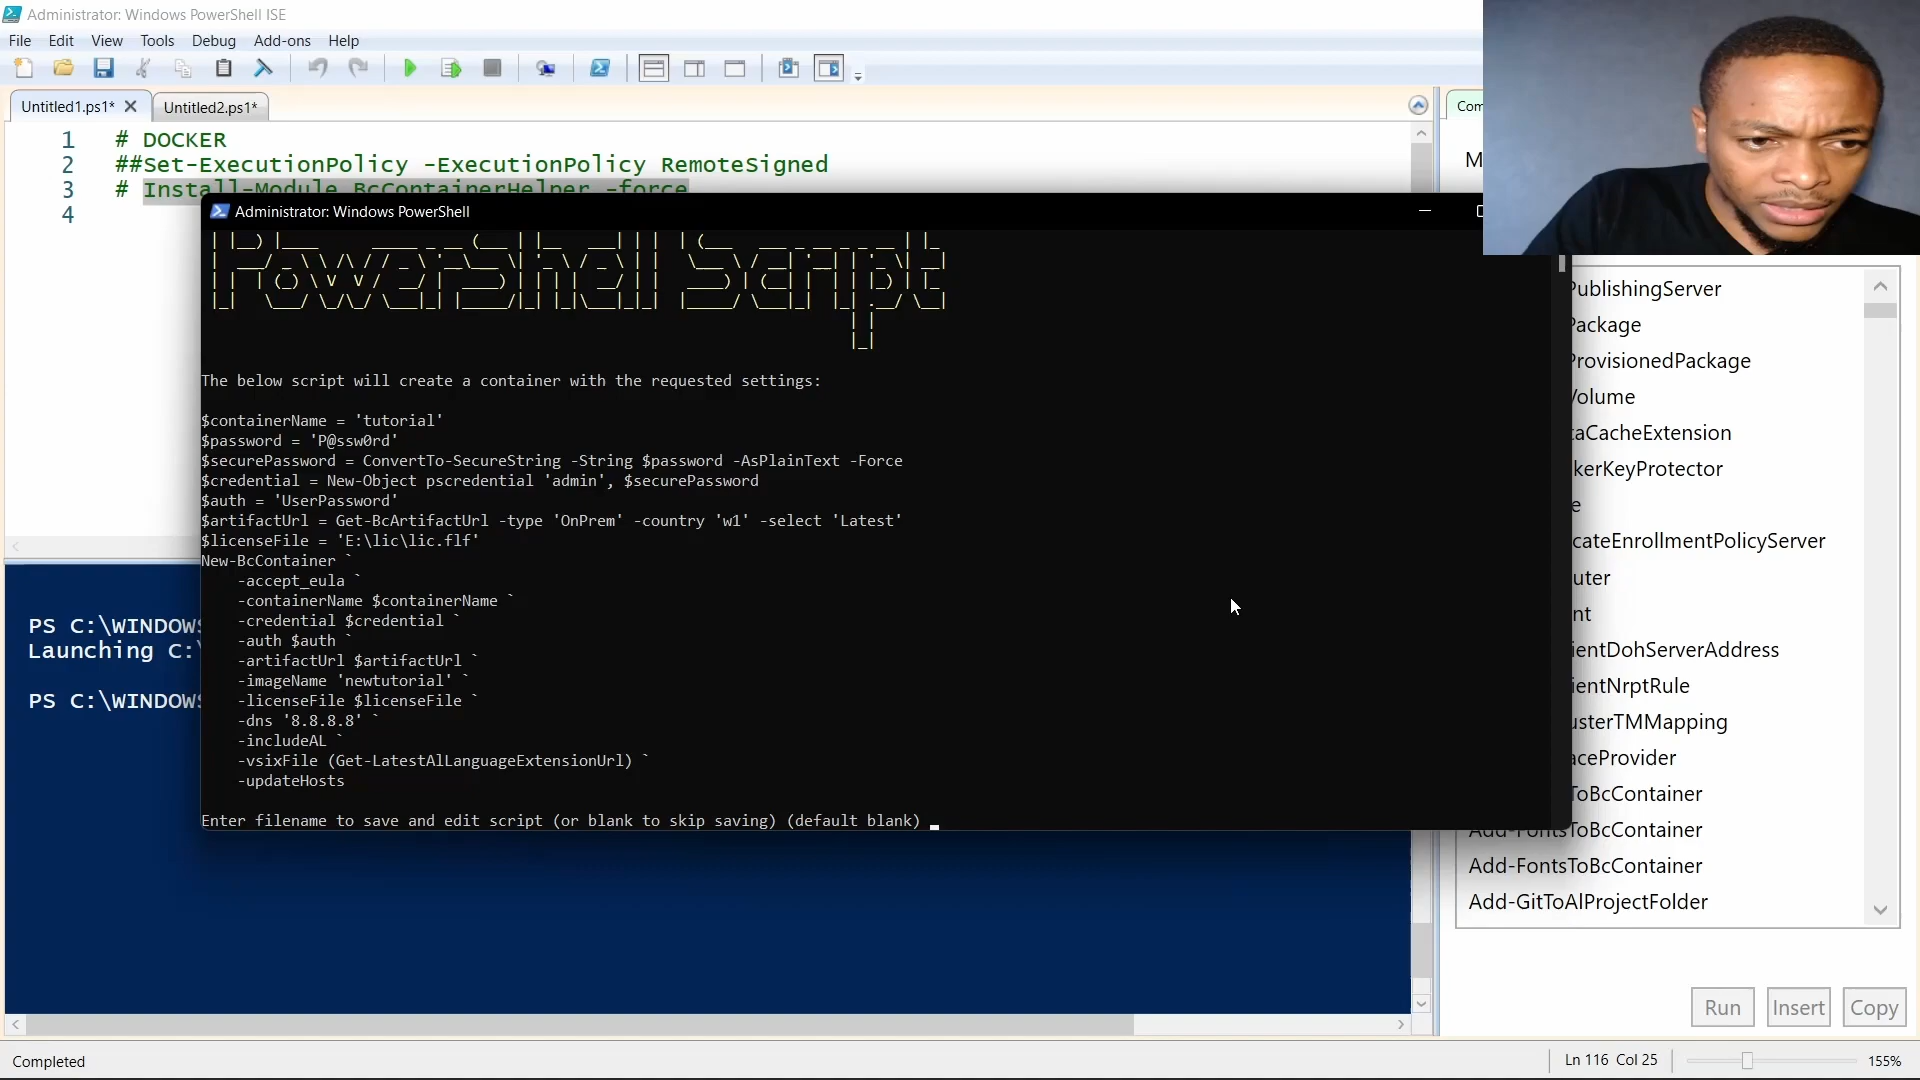 Administrator: Windows PowerShell ISE
File Edit View Tools Debug Add-ons Help
Untitled1.ps1* Untitled2.ps1*
1 # DOCKER
2 ##Set-ExecutionPolicy -ExecutionPolicy RemoteSigned
3 # Install-Module BcContainerHelper -force
4
Administrator: Windows PowerShell
PowerShell Script
The below script will create a container with the requested settings:
$containerName = 'tutorial'
$password = 'P@ssw0rd'
$securePassword = ConvertTo-SecureString -String $password -AsPlainText -Force
$credential = New-Object pscredential 'admin', $securePassword
$auth = 'UserPassword'
$artifactUrl = Get-BcArtifactUrl -type 'OnPrem' -country 'w1' -select 'Latest'
$licenseFile = 'E:\lic\lic.flf'
New-BcContainer `
-accept_eula `
-containerName $containerName `
-credential $credential `
-auth $auth `
-artifactUrl $artifactUrl `
-imageName 'newtutorial' `
-licenseFile $licenseFile `
-dns '8.8.8.8' `
-includeAL `
-vsixFile (Get-LatestAlLanguageExtensionUrl) `
-updateHosts
Enter filename to save and edit script (or blank to skip saving) (default blank)
PS C:\WINDOWS
Launching C:\
PS C:\WINDOWS
Com
M
PublishingServer
Package
ProvisionedPackage
Volume
taCacheExtension
kerKeyProtector
e
cateEnrollmentPolicyServer
uter
nt
ientDohServerAddress
ientNrptRule
usterTMMapping
aceProvider
ToBcContainer
Add-FontsToBcContainer
Add-FontsToBcContainer
Add-GitToAlProjectFolder
Run Insert Copy
Completed
Ln 116 Col 25
155%